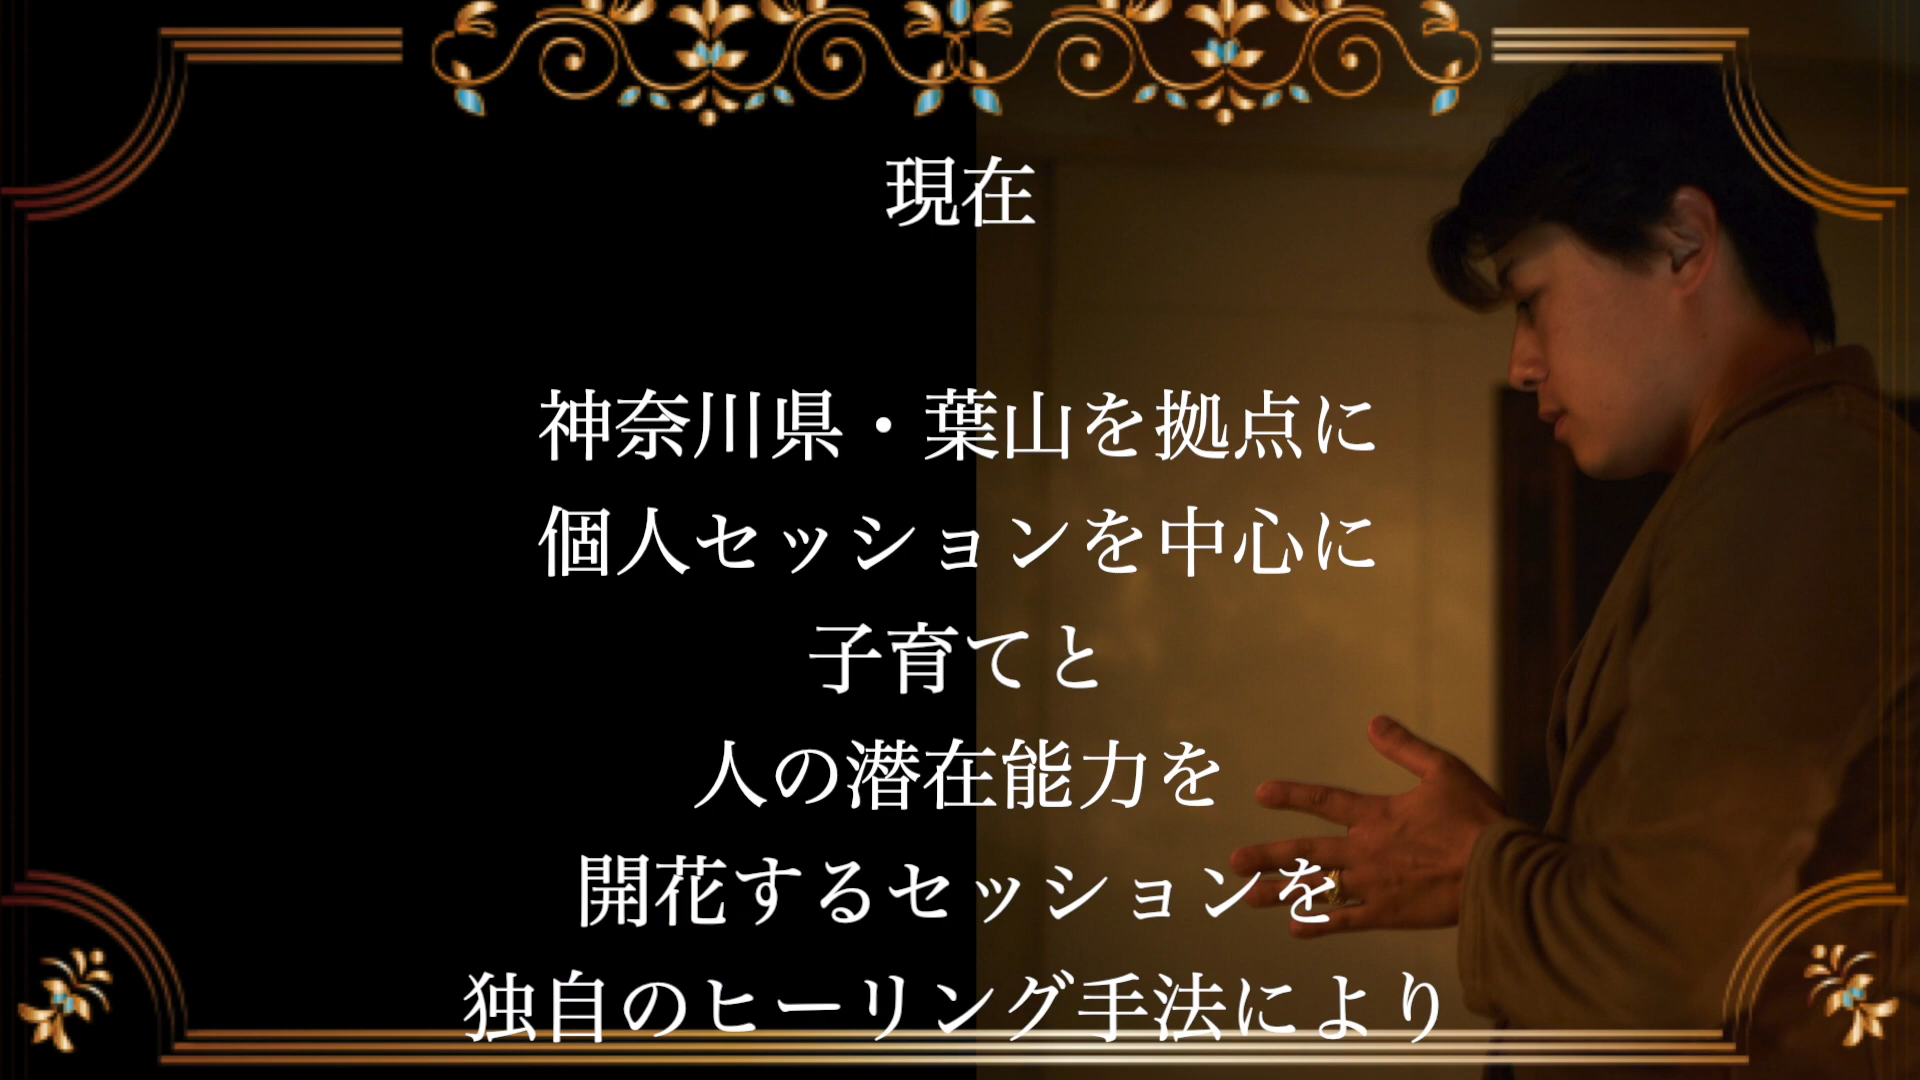 現在
神奈川県・葉山を拠点に
個人セッションを中心に
子育てと
人の潜在能力を
開花するセッションを
独自のヒーリング手法により